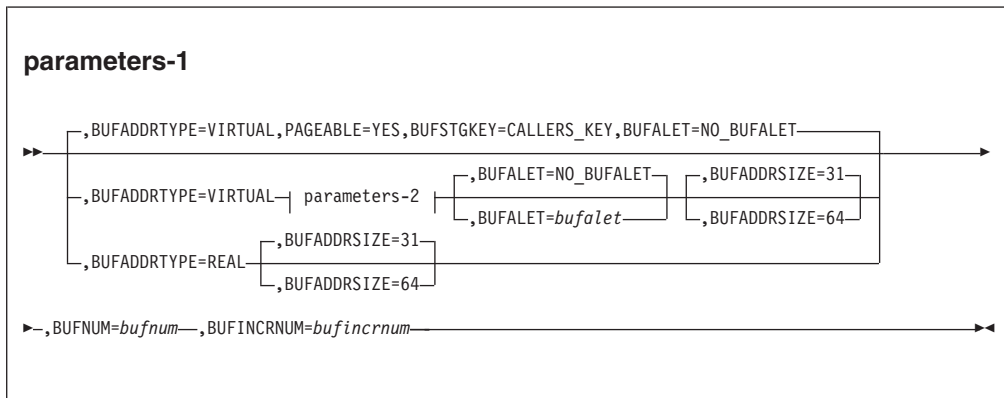 parameters-1
,BUFADDRTYPE=VIRTUAL,PAGEABLE=YES,BUFSTGKEY=CALLERS_KEY,BUFALET=NO_BUFALET
,BUFALET=NO_BUFALET ,BUFADDRSIZE=31
,BUFADDRTYPE=VIRTUAL parameters-2
,BUFALET=bufalet ,BUFADDRSIZE=64
,BUFADDRSIZE=31
,BUFADDRTYPE=REAL
,BUFADDRSIZE=64
,BUFNUM=bufnum ,BUFINCRNUM=bufincrnum